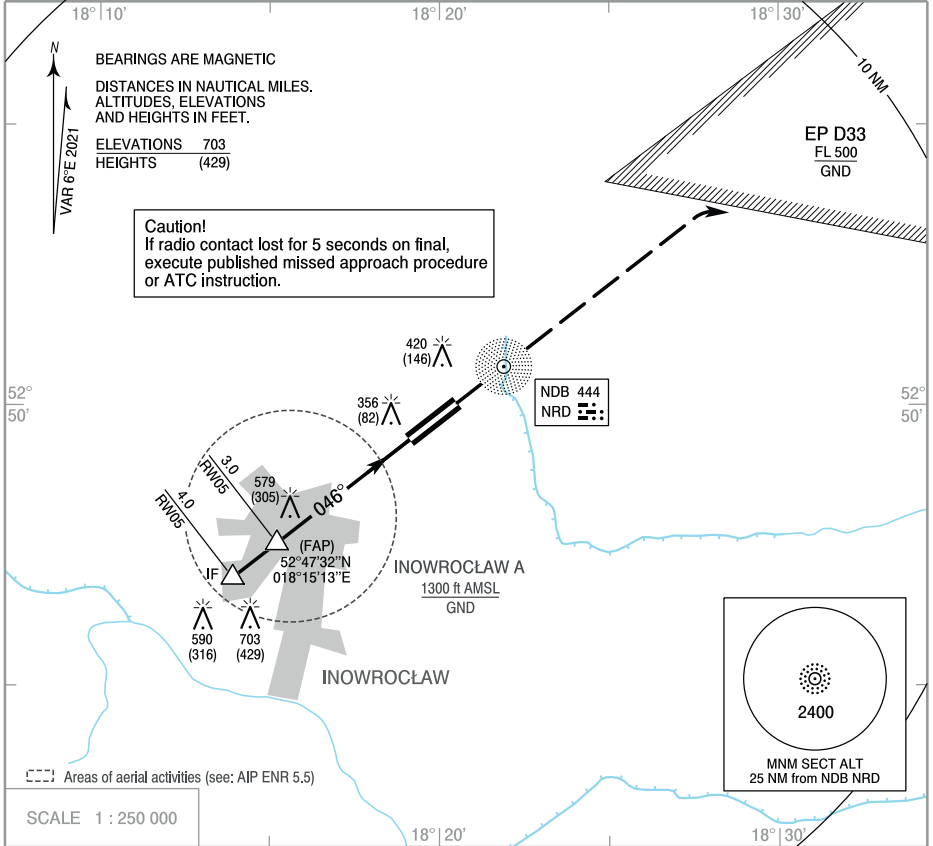 18°10'
18°20'
18°30'
N
VAR 6°E 2021
BEARINGS ARE MAGNETIC
DISTANCES IN NAUTICAL MILES.
ALTITUDES, ELEVATIONS
AND HEIGHTS IN FEET.
ELEVATIONS 703
HEIGHTS (429)
10 NM
EP D33
FL 500
GND
Caution!
If radio contact lost for 5 seconds on final,
execute published missed approach procedure
or ATC instruction.
420
(146)
52°
50'
356
(82)
NDB 444
NRD
52°
50'
3.0
RW05
4.0
RW05
579
(305)
046°
(FAP)
52°47'32"N
018°15'13"E
IF
INOWROCŁAW A
1300 ft AMSL
GND
590
(316)
703
(429)
INOWROCŁAW
2400
MNM SECT ALT
25 NM from NDB NRD
Areas of aerial activities (see: AIP ENR 5.5)
SCALE 1 : 250 000
18°20'
18°30'